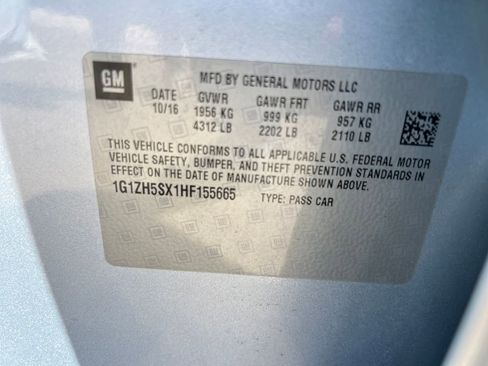 GM
MFD BY GENERAL MOTORS LLC
DATE GVWR GAWR FRT GAWR RR
10/16 1956 KG 999 KG 957 KG
4312 LB 2202 LB 2110 LB
THIS VEHICLE CONFORMS TO ALL APPLICABLE U.S. FEDERAL MOTOR
VEHICLE SAFETY, BUMPER, AND THEFT PREVENTION STANDARDS IN
EFFECT ON THE DATE OF MANUFACTURE SHOWN ABOVE.
1G1ZH5SX1HF155665 TYPE: PASS CAR